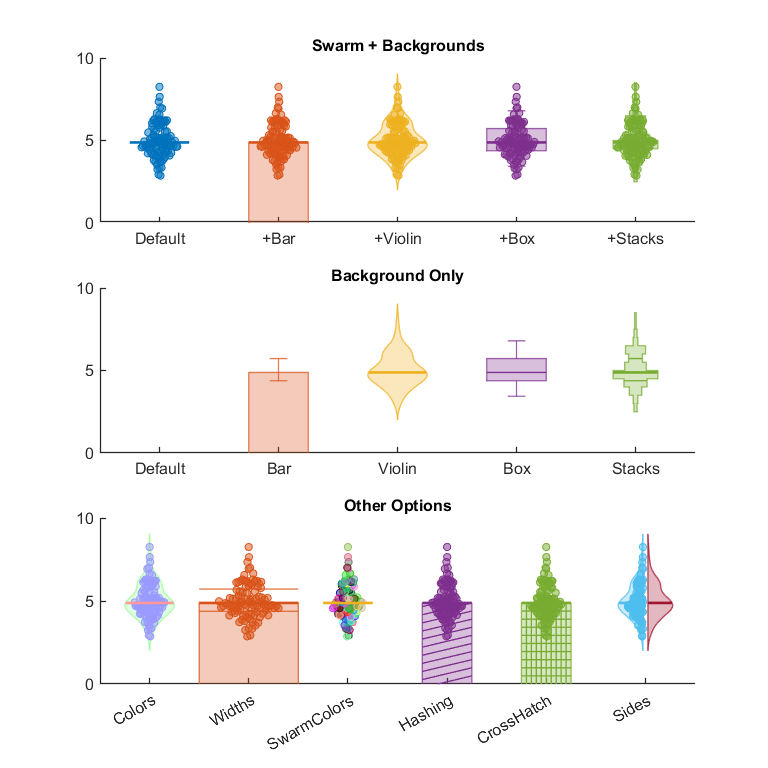 Swarm + Backgrounds
10
5
0
Default +Bar +Violin +Box +Stacks
Background Only
10
5
0
Default Bar Violin Box Stacks
Other Options
10
5
0
Colors Widths SwarmColors Hashing CrossHatch Sides